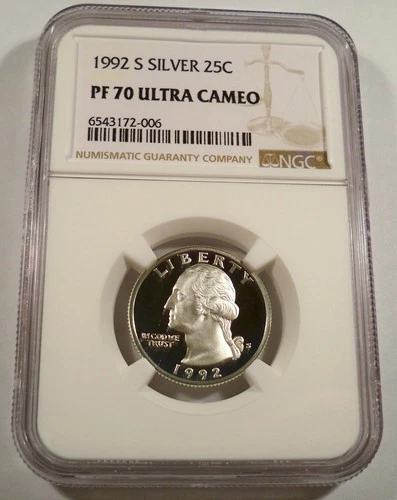 1992 S SILVER 25C
PF 70 ULTRA CAMEO
6543172-006
NUMISMATIC GUARANTY COMPANY
NGC
LIBERTY
IN GOD WE
TRUST
S
1992